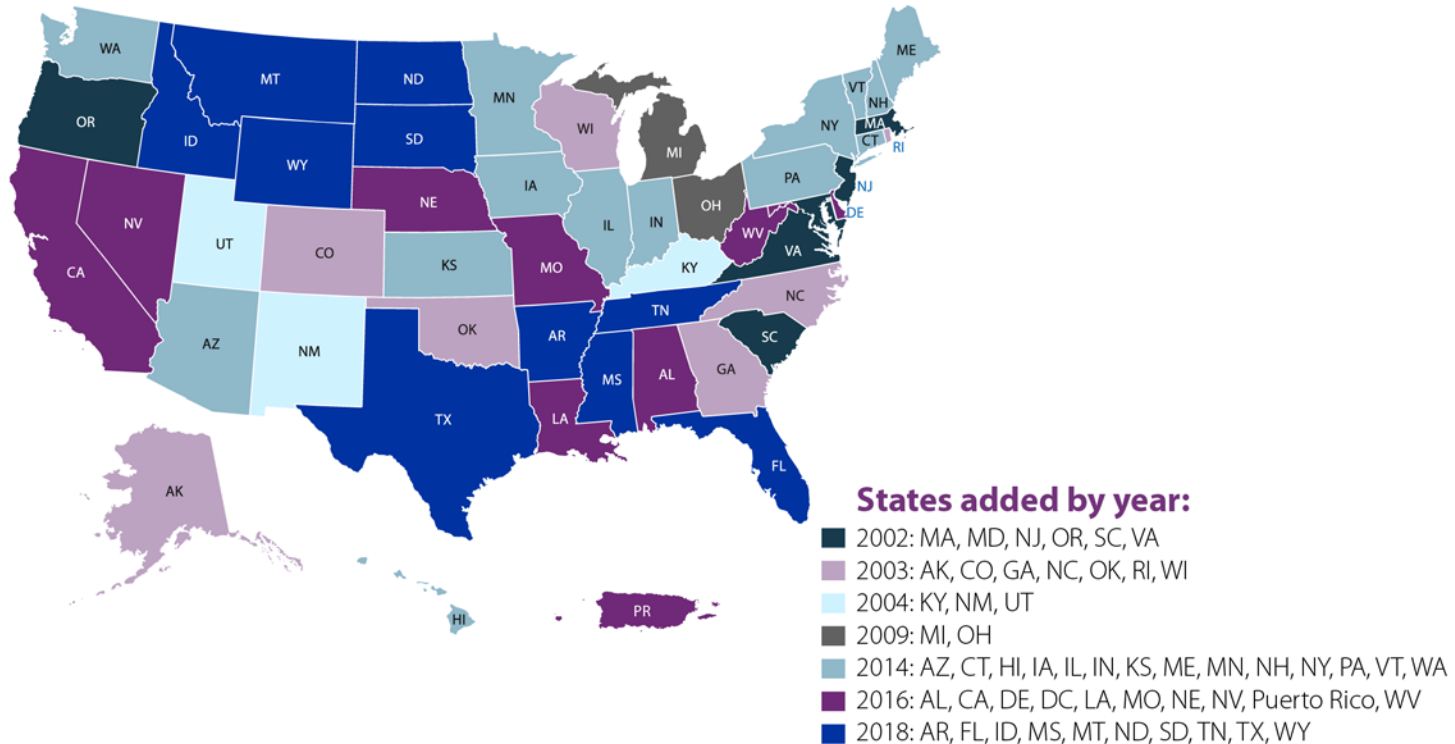 WA
ME
MT
ND
VT
MN
NH
OR
MA
NY
WI
ID
SD
CT
RI
MI
WY
PA
IA
NJ
NE
OH
DE
IL
IN
NV
WV
UT
VA
CO
KS
KY
CA
MO
NC
TN
OK
AZ
AR
SC
NM
GA
MS
AL
TX
LA
FL
AK
States added by year:
2002: MA, MD, NJ, OR, SC, VA
2003: AK, CO, GA, NC, OK, RI, WI
2004: KY, NM, UT
HI
PR
2009: MI, OH
2014: AZ, CT, HI, IA, IL, IN, KS, ME, MN, NH, NY, PA, VT, WA
2016: AL, CA, DE, DC, LA, MO, NE, NV, Puerto Rico, WV
2018: AR, FL, ID, MS, MT, ND, SD, TN, TX, WY